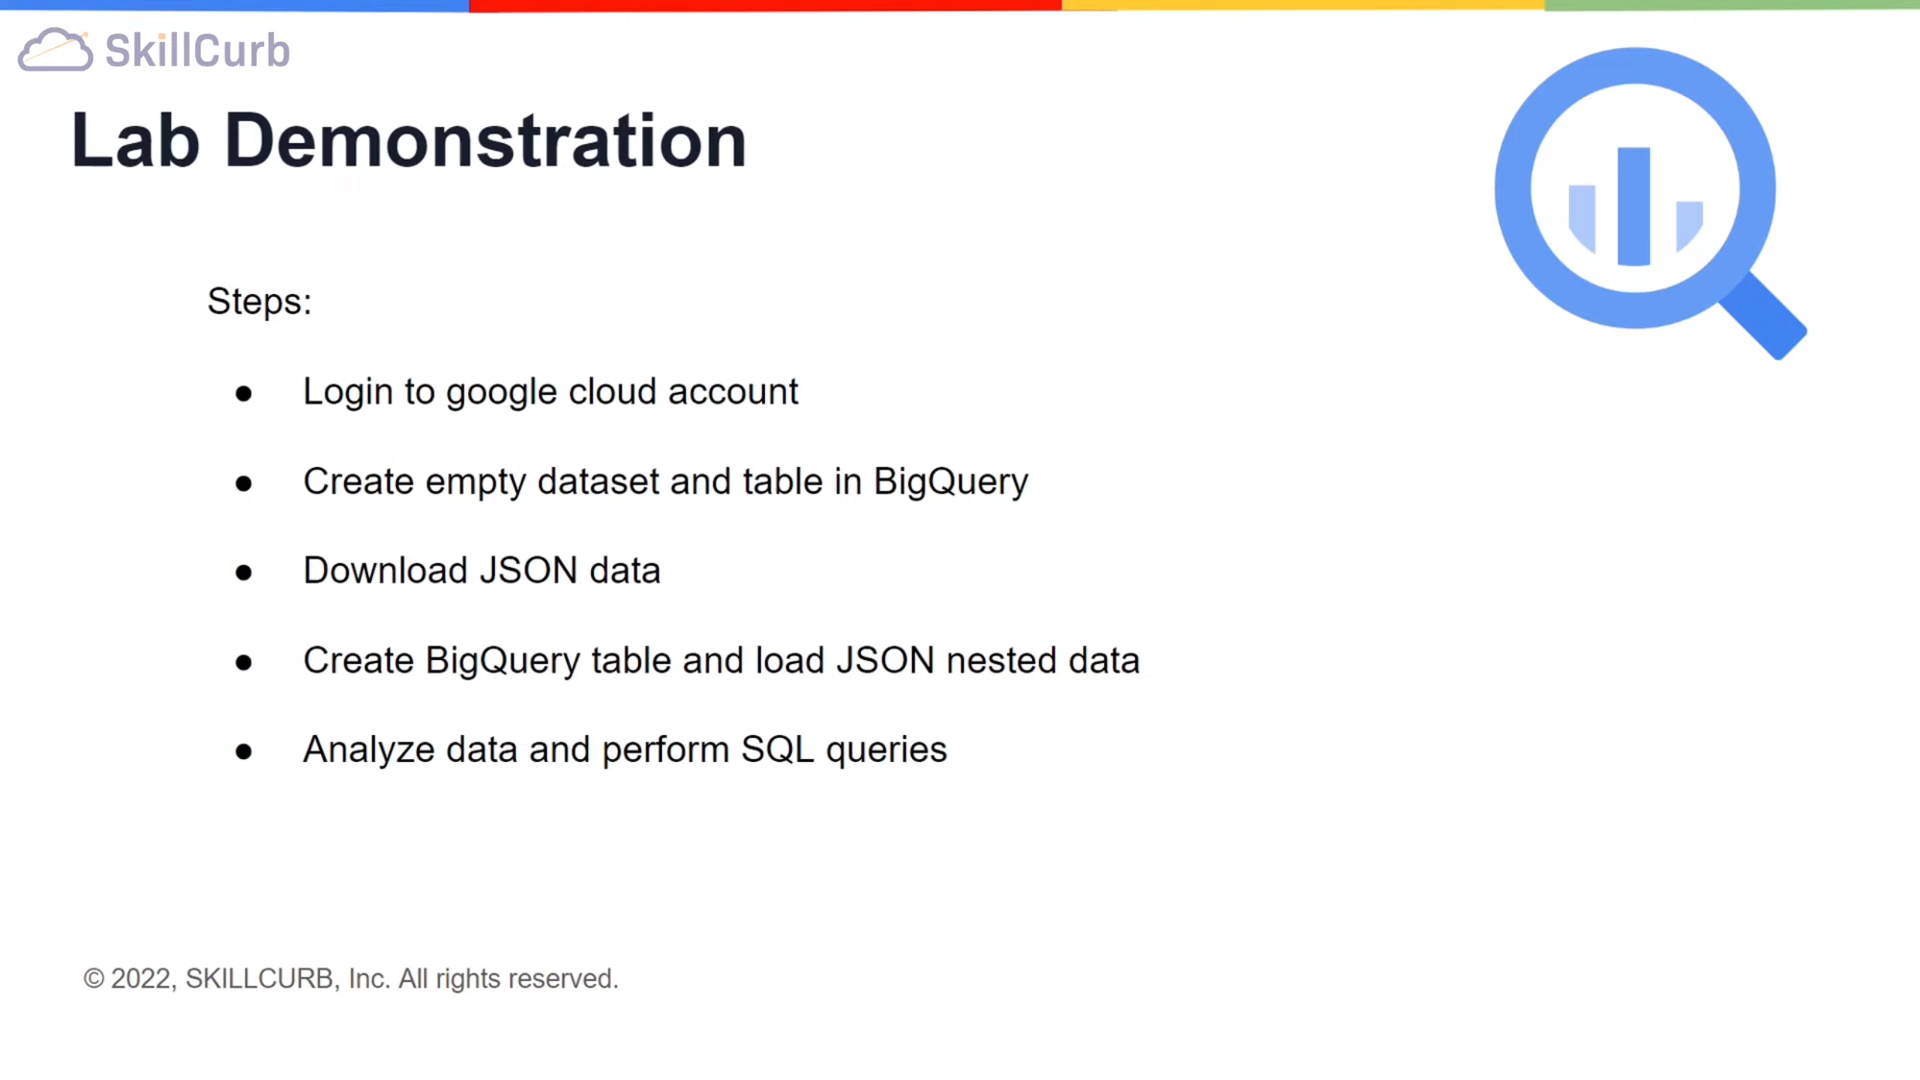 SkillCurb
Lab Demonstration
Steps:
● Login to google cloud account
● Create empty dataset and table in BigQuery
● Download JSON data
● Create BigQuery table and load JSON nested data
● Analyze data and perform SQL queries
© 2022, SKILLCURB, Inc. All rights reserved.